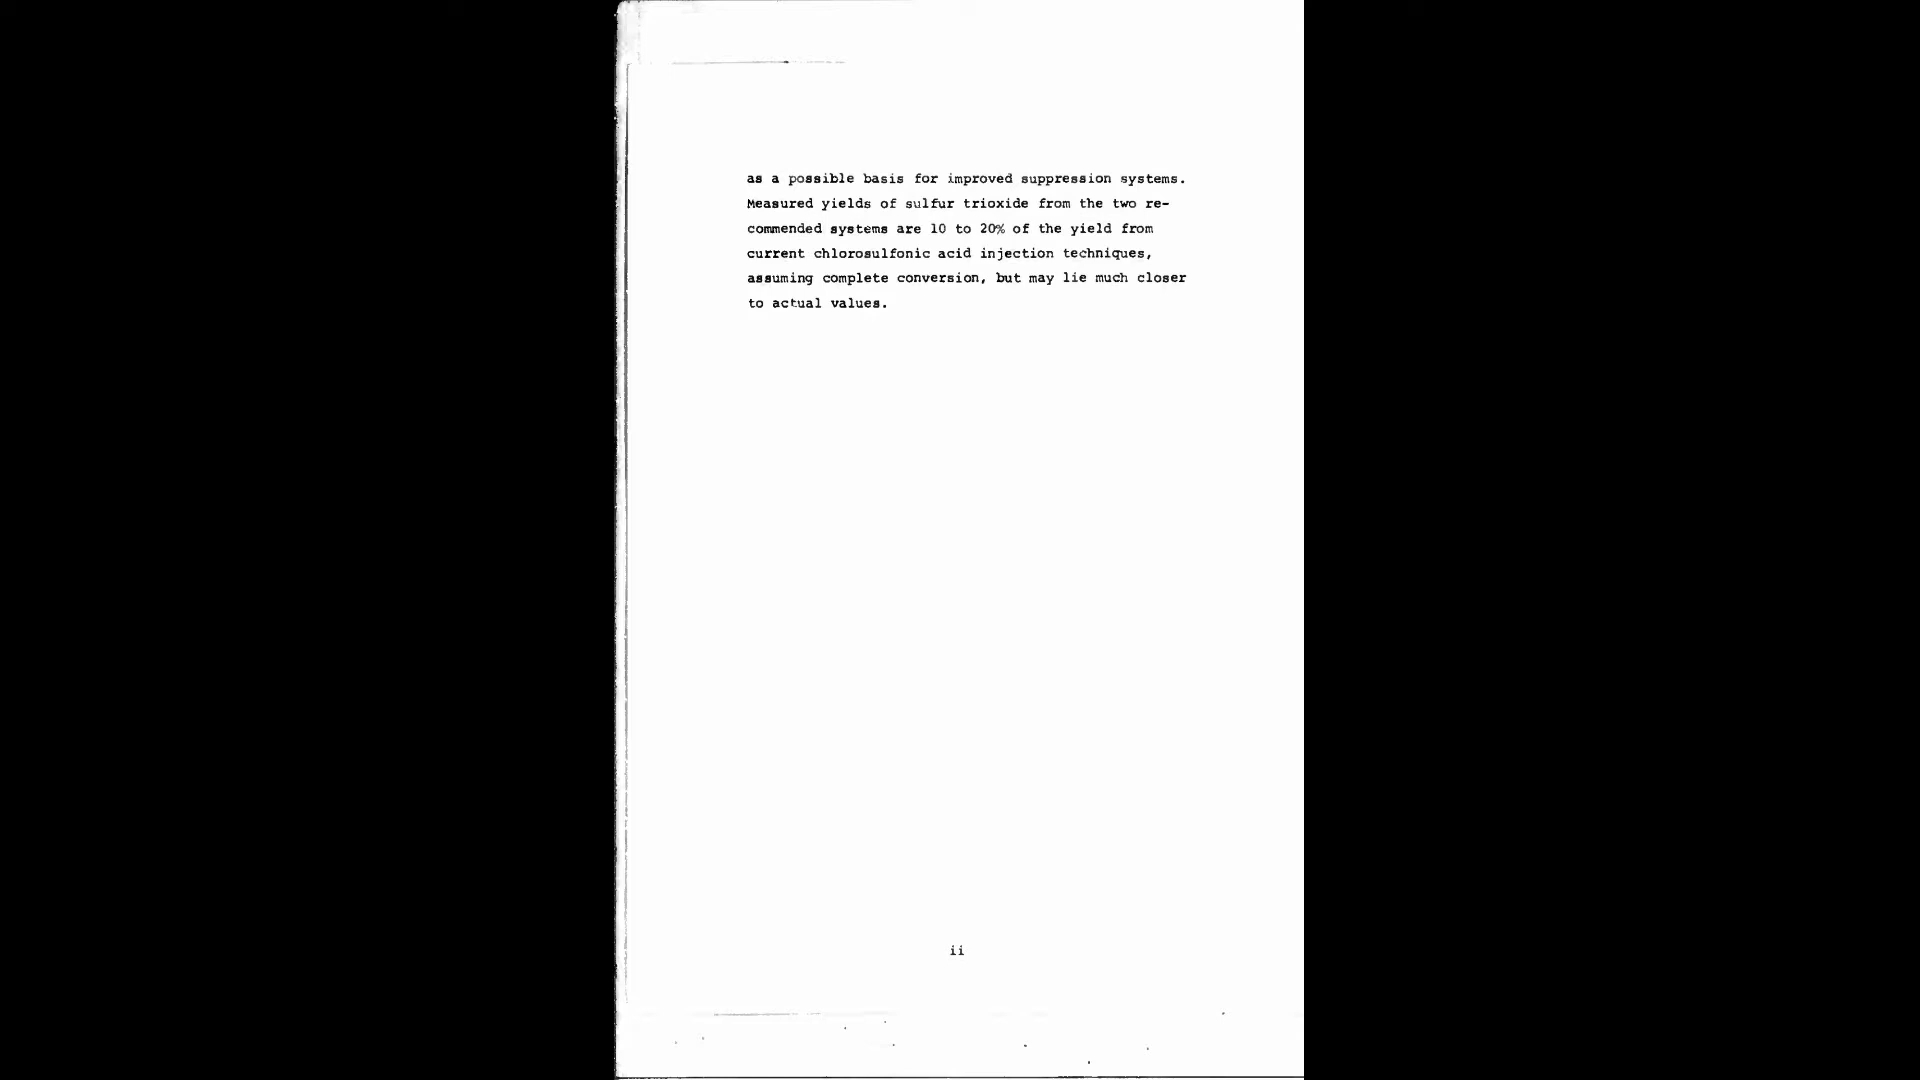 as a possible basis for improved suppression systems.
Measured yields of sulfur trioxide from the two re-
commended systems are 10 to 20% of the yield from
current chlorosulfonic acid injection techniques,
assuming complete conversion, but may lie much closer
to actual values.
ii